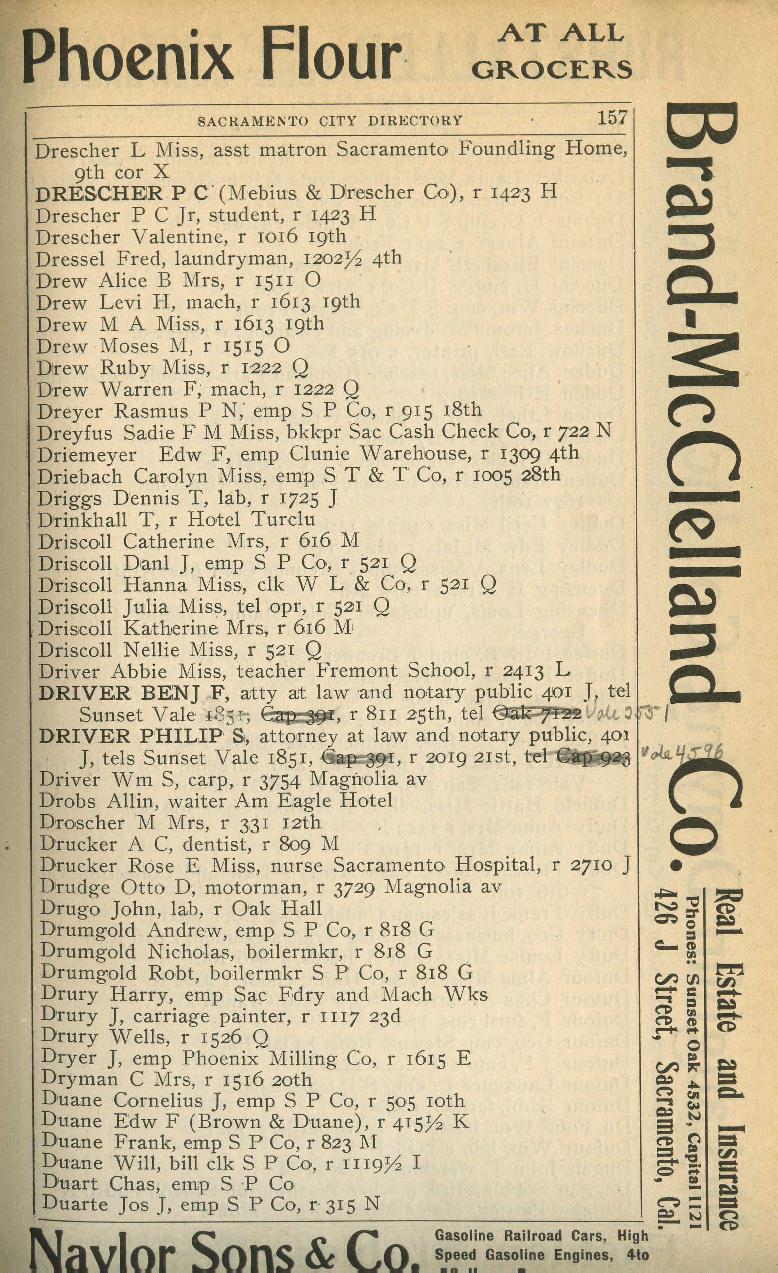 Phoenix Flour AT ALL GROCERS
SACRAMENTO CITY DIRECTORY 157
Drescher L Miss, asst matron Sacramento Foundling Home,
9th cor X
DRESCHER P C (Mebius & Drescher Co), r 1423 H
Drescher P C Jr, student, r 1423 H
Drescher Valentine, r 1016 19th
Dressel Fred, laundryman, 1202½ 4th
Drew Alice B Mrs, r 1511 O
Drew Levi H, mach, r 1613 19th
Drew M A Miss, r 1613 19th
Drew Moses M, r 1515 O
Drew Ruby Miss, r 1222 Q
Drew Warren F, mach, r 1222 Q
Dreyer Rasmus P N, emp S P Co, r 915 18th
Dreyfus Sadie F M Miss, bkkpr Sac Cash Check Co, r 722 N
Driemeyer Edw F, emp Clunie Warehouse, r 1309 4th
Driebach Carolyn Miss, emp S T & T Co, r 1005 28th
Driggs Dennis T, lab, r 1725 J
Drinkhall T, r Hotel Turclu
Driscoll Catherine Mrs, r 616 M
Driscoll Danl J, emp S P Co, r 521 Q
Driscoll Hanna Miss, clk W L & Co, r 521 Q
Driscoll Julia Miss, tel opr, r 521 Q
Driscoll Katherine Mrs, r 616 M
Driscoll Nellie Miss, r 521 Q
Driver Abbie Miss, teacher Fremont School, r 2413 L
DRIVER BENJ F, atty at law and notary public 401 J, tel
Sunset Vale 1851, Cap 391, r 811 25th, tel Oak 7122 Vale 3551
DRIVER PHILIP S, attorney at law and notary public, 401
J, tels Sunset Vale 1851, Cap 391, r 2019 21st, tel Cap 923 Vale 4596
Driver Wm S, carp, r 3754 Magnolia av
Drobs Allin, waiter Am Eagle Hotel
Droscher M Mrs, r 331 12th
Drucker A C, dentist, r 809 M
Drucker Rose E Miss, nurse Sacramento Hospital, r 2710 J
Drudge Otto D, motorman, r 3729 Magnolia av
Drugo John, lab, r Oak Hall
Drumgold Andrew, emp S P Co, r 818 G
Drumgold Nicholas, boilermkr, r 818 G
Drumgold Robt, boilermkr S P Co, r 818 G
Drury Harry, emp Sac Fdry and Mach Wks
Drury J, carriage painter, r 1117 23d
Drury Wells, r 1526 Q
Dryer J, emp Phoenix Milling Co, r 1615 E
Dryman C Mrs, r 1516 20th
Duane Cornelius J, emp S P Co, r 505 10th
Duane Edw F (Brown & Duane), r 415½ K
Duane Frank, emp S P Co, r 823 M
Duane Will, bill clk S P Co, r 1119½ I
Duart Chas, emp S P Co
Duarte Jos J, emp S P Co, r 315 N
Naylor Sons & Co.
Gasoline Railroad Cars, High
Speed Gasoline Engines, 4to
Brand-McClelland Co.
Real Estate and Insurance
Phones: Sunset Oak 4532, Capital 1121
426 J Street, Sacramento, Cal.